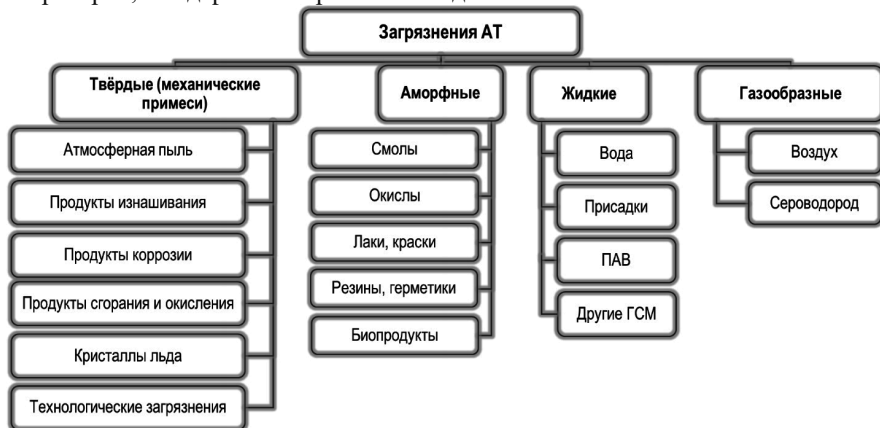 Загрязнения АТ
Твёрдые (механические
примеси)
Атмосферная пыль
Продукты изнашивания
Продукты коррозии
Продукты сгорания и окисления
Кристаллы льда
Технологические загрязнения
Аморфные
Смолы
Окислы
Лаки, краски
Резины, герметики
Биопродукты
Жидкие
Вода
Присадки
ПАВ
Другие ГСМ
Газообразные
Воздух
Сероводород